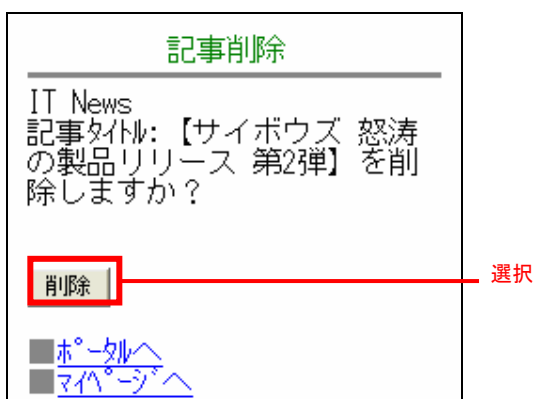 記事削除
IT News
記事ﾀｲﾄﾙ:【サイボウズ 怒涛
の製品リリース 第2弾】を削
除しますか？
削除
選択
■ﾎﾟｰﾀﾙへ
■ﾏｲﾍﾟｰｼﾞへ